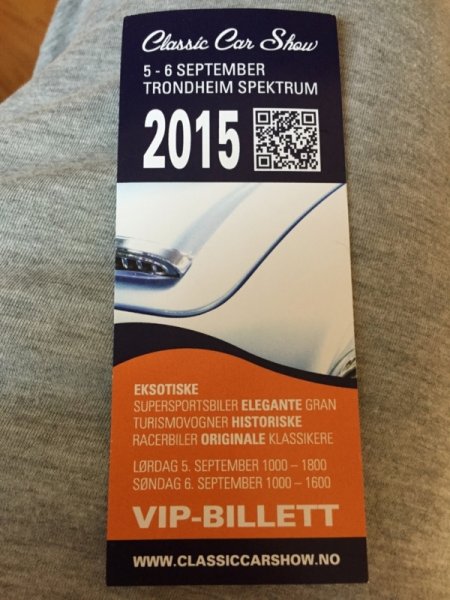 Classic Car Show
5 - 6 SEPTEMBER
TRONDHEIM SPEKTRUM
2015
EKSOTISKE
SUPERSPORTSBILER ELEGANTE GRAN
TURISMOVOGNER HISTORISKE
RACERBILER ORIGINALE KLASSIKERE
LØRDAG 5. SEPTEMBER 1000 – 1800
SØNDAG 6. SEPTEMBER 1000 – 1600
VIP-BILLETT
WWW.CLASSICCARSHOW.NO